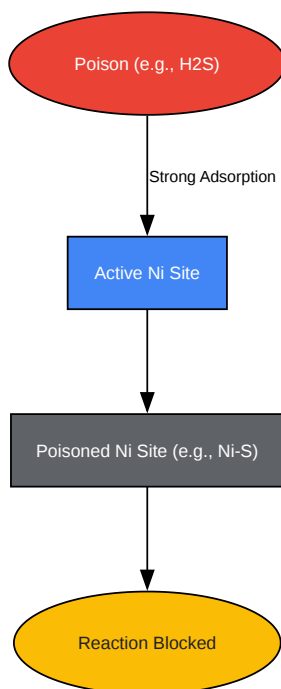 Poison (e.g., H2S)
Strong Adsorption
Active Ni Site
Poisoned Ni Site (e.g., Ni-S)
Reaction Blocked